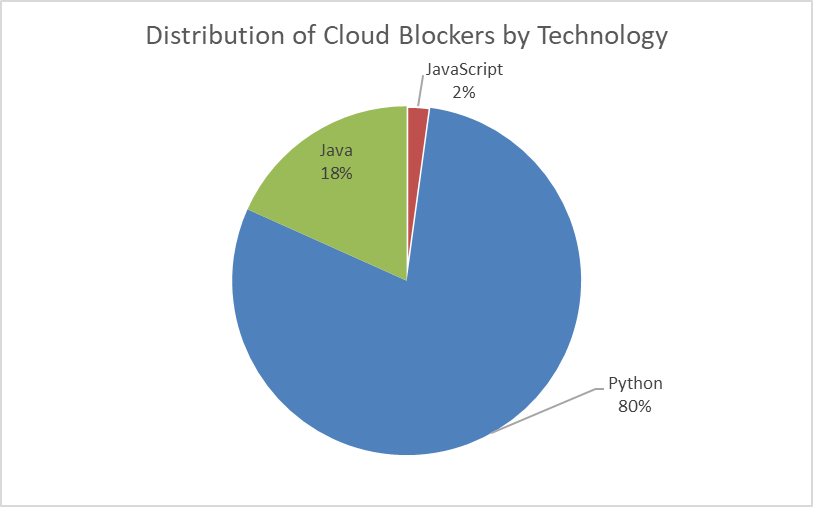 Distribution of Cloud Blockers by Technology
JavaScript
2%
Java
18%
Python
80%